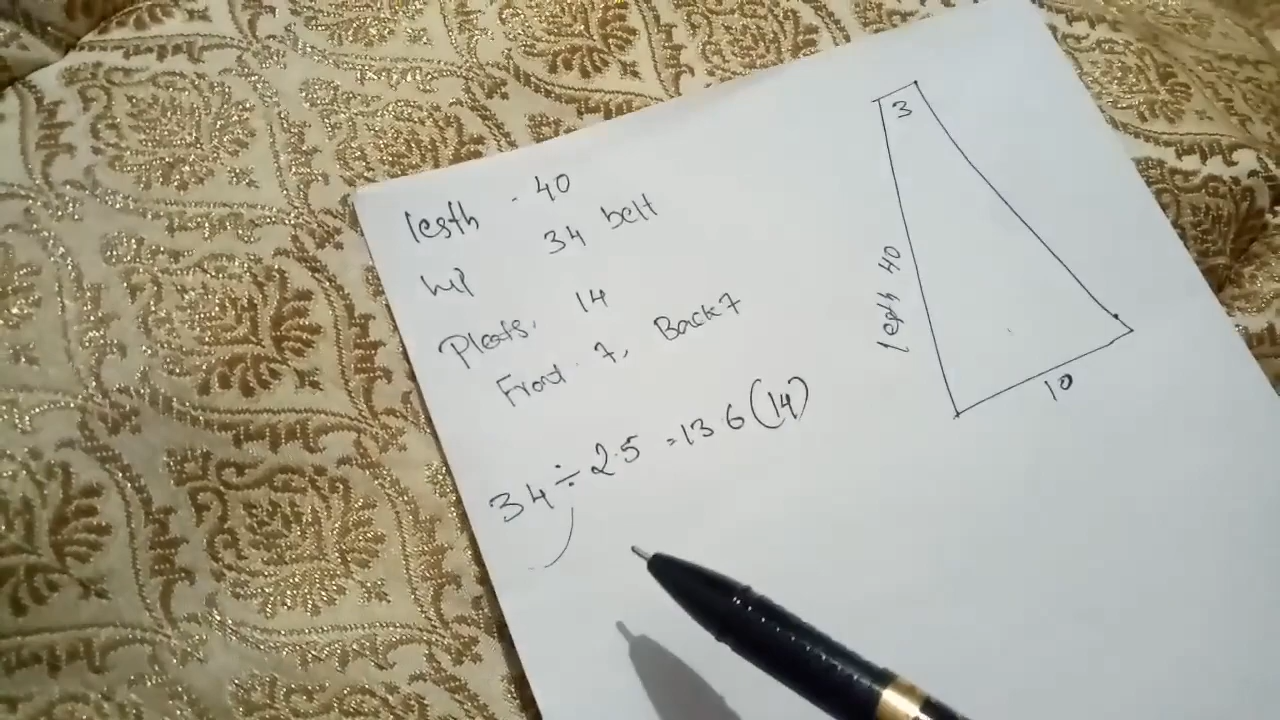 lesth - 40
hip 34 belt
Pleats. 14
Front 7, Back 7
34 ÷ 2.5 = 13 6 (14)
3
lesth 40
10